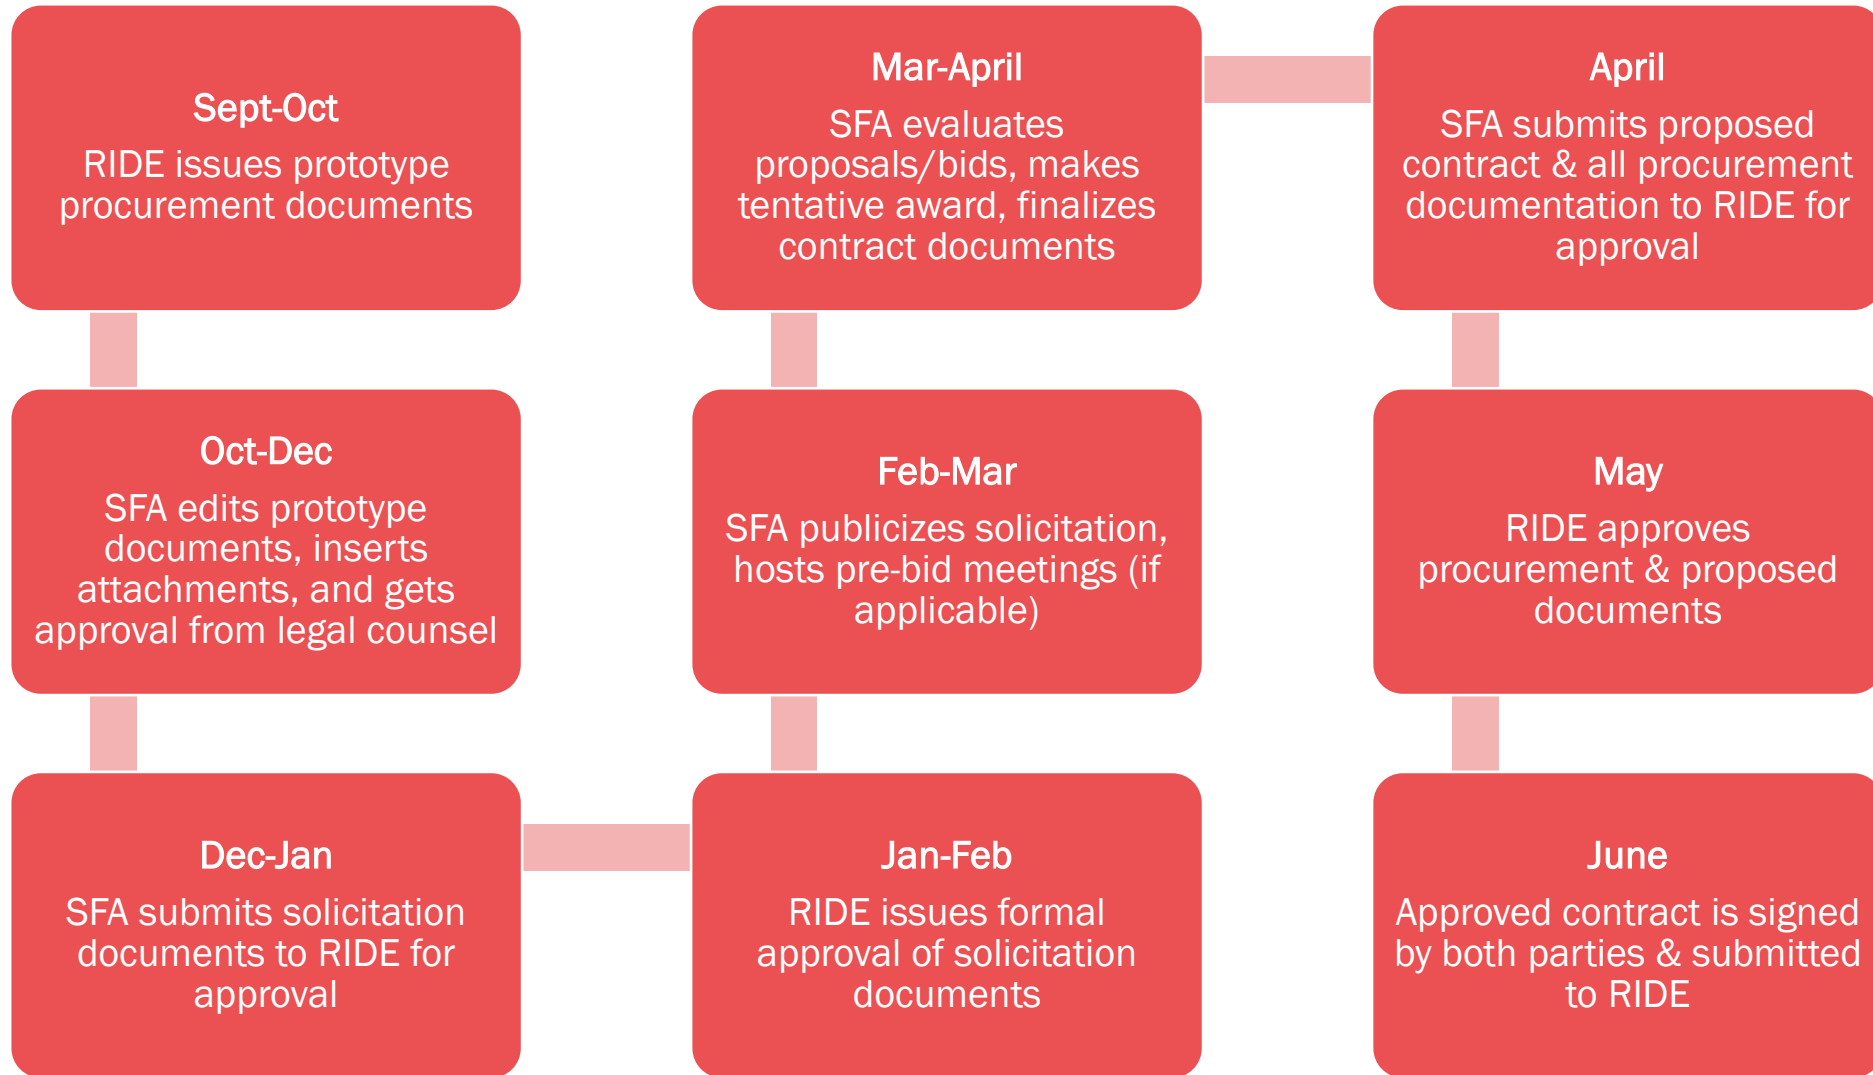 Sept-Oct
RIDE issues prototype
procurement documents
Oct-Dec
SFA edits prototype
documents, inserts
attachments, and gets
approval from legal counsel
Dec-Jan
SFA submits solicitation
documents to RIDE for
approval
Jan-Feb
RIDE issues formal
approval of solicitation
documents
Feb-Mar
SFA publicizes solicitation,
hosts pre-bid meetings (if
applicable)
Mar-April
SFA evaluates
proposals/bids, makes
tentative award, finalizes
contract documents
April
SFA submits proposed
contract & all procurement
documentation to RIDE for
approval
May
RIDE approves
procurement & proposed
documents
June
Approved contract is signed
by both parties & submitted
to RIDE